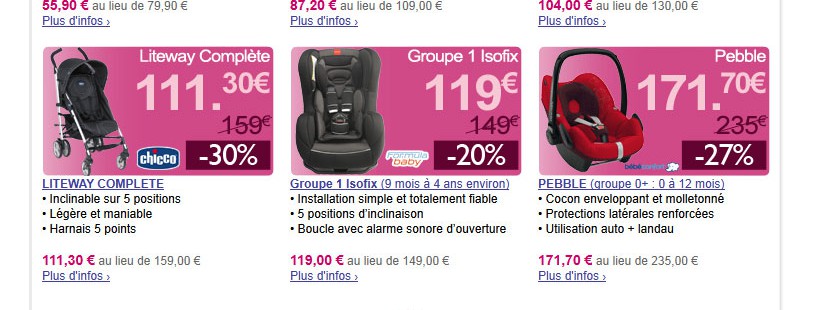 55,90 € au lieu de 79,90 €
Plus d'infos ›
87,20 € au lieu de 109,00 €
Plus d'infos ›
104,00 € au lieu de 130,00 €
Plus d'infos ›
Liteway Complète
111.30€
159€
chicco
-30%
LITEWAY COMPLETE
• Inclinable sur 5 positions
• Légère et maniable
• Harnais 5 points
111,30 € au lieu de 159,00 €
Plus d'infos ›
Groupe 1 Isofix
119€
149€
formula baby
-20%
Groupe 1 Isofix (9 mois à 4 ans environ)
• Installation simple et totalement fiable
• 5 positions d'inclinaison
• Boucle avec alarme sonore d'ouverture
119,00 € au lieu de 149,00 €
Plus d'infos ›
Pebble
171.70€
235€
bébéconfort
-27%
PEBBLE (groupe 0+ : 0 à 12 mois)
• Cocon enveloppant et molletonné
• Protections latérales renforcées
• Utilisation auto + landau
171,70 € au lieu de 235,00 €
Plus d'infos ›